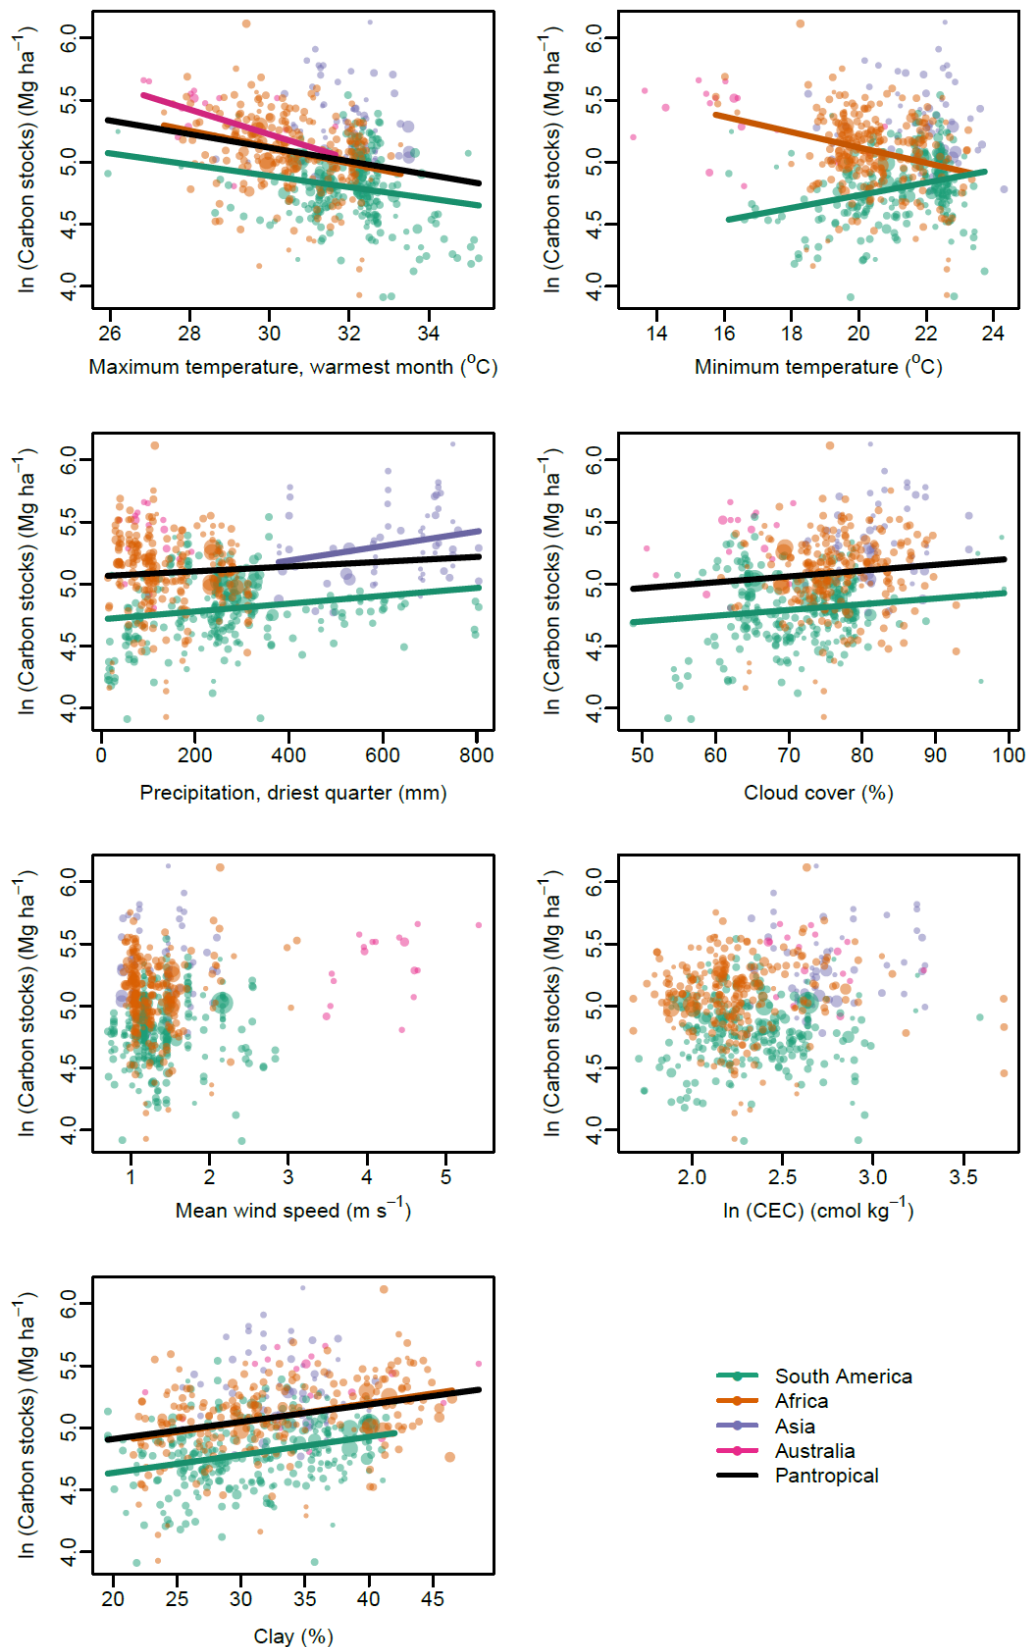 ln (Carbon stocks) (Mg ha⁻¹)
6.0
5.5
5.0
4.5
4.0
26 28 30 32 34
Maximum temperature, warmest month (°C)
ln (Carbon stocks) (Mg ha⁻¹)
6.0
5.5
5.0
4.5
4.0
14 16 18 20 22 24
Minimum temperature (°C)
ln (Carbon stocks) (Mg ha⁻¹)
6.0
5.5
5.0
4.5
4.0
0 200 400 600 800
Precipitation, driest quarter (mm)
ln (Carbon stocks) (Mg ha⁻¹)
6.0
5.5
5.0
4.5
4.0
50 60 70 80 90 100
Cloud cover (%)
ln (Carbon stocks) (Mg ha⁻¹)
6.0
5.5
5.0
4.5
4.0
1 2 3 4 5
Mean wind speed (m s⁻¹)
ln (Carbon stocks) (Mg ha⁻¹)
6.0
5.5
5.0
4.5
4.0
2.0 2.5 3.0 3.5
ln (CEC) (cmol kg⁻¹)
ln (Carbon stocks) (Mg ha⁻¹)
6.0
5.5
5.0
4.5
4.0
20 25 30 35 40 45
Clay (%)
South America
Africa
Asia
Australia
Pantropical